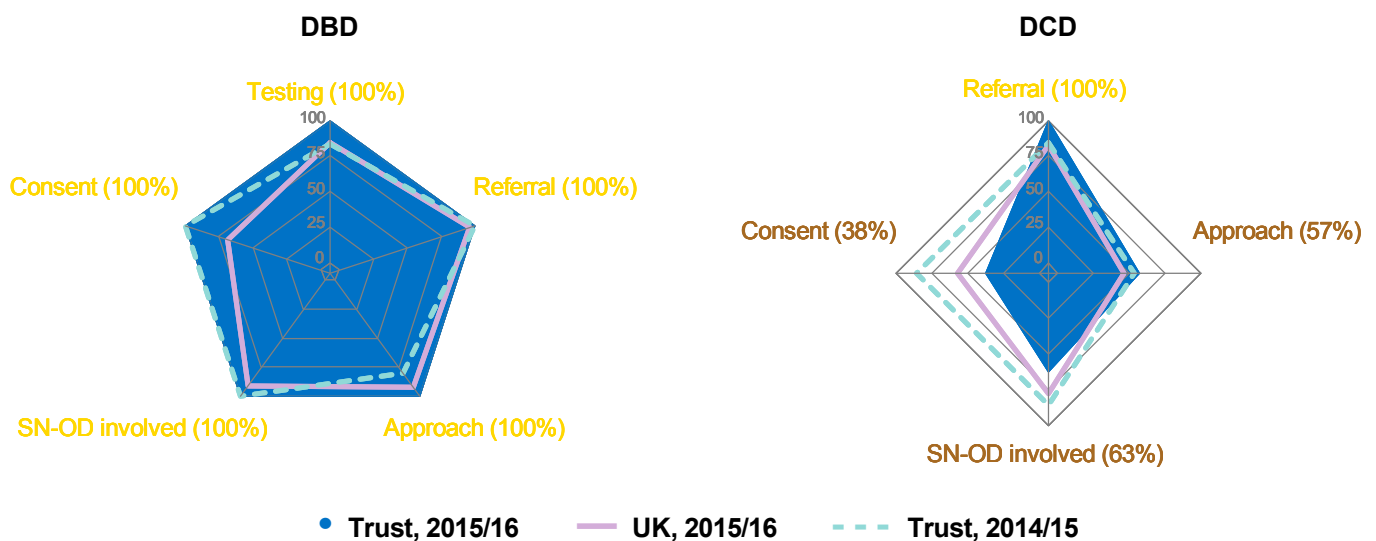 DBD
Testing (100%)
100
75
50
25
0
Consent (100%)
Referral (100%)
SN-OD involved (100%)
Approach (100%)
DCD
Referral (100%)
100
75
50
25
0
Consent (38%)
Approach (57%)
SN-OD involved (63%)
Trust, 2015/16
UK, 2015/16
Trust, 2014/15